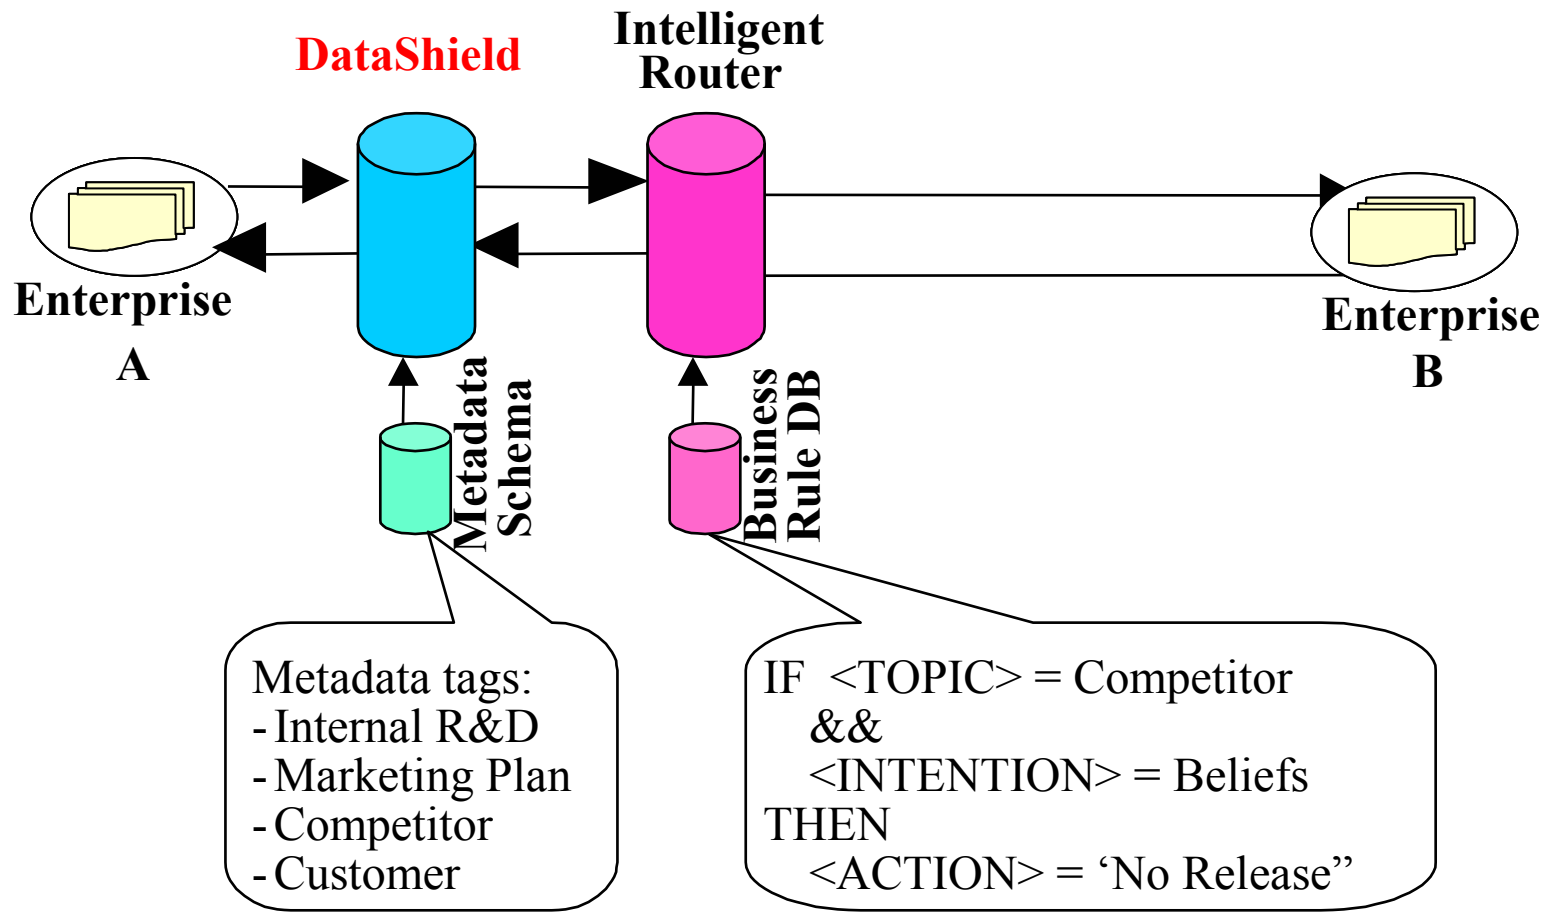 DataShield
Intelligent
Router
Enterprise
A
Enterprise
B
Metadata
Schema
Business
Rule DB
Metadata tags:
- Internal R&D
- Marketing Plan
- Competitor
- Customer
IF <TOPIC> = Competitor
&&
<INTENTION> = Beliefs
THEN
<ACTION> = ‘No Release”